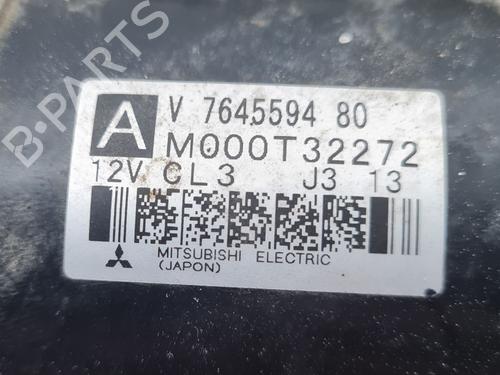 B-PARTS
A V 7645594 80
M000T32272
12V CL3 J3 13
MITSUBISHI ELECTRIC
(JAPON)